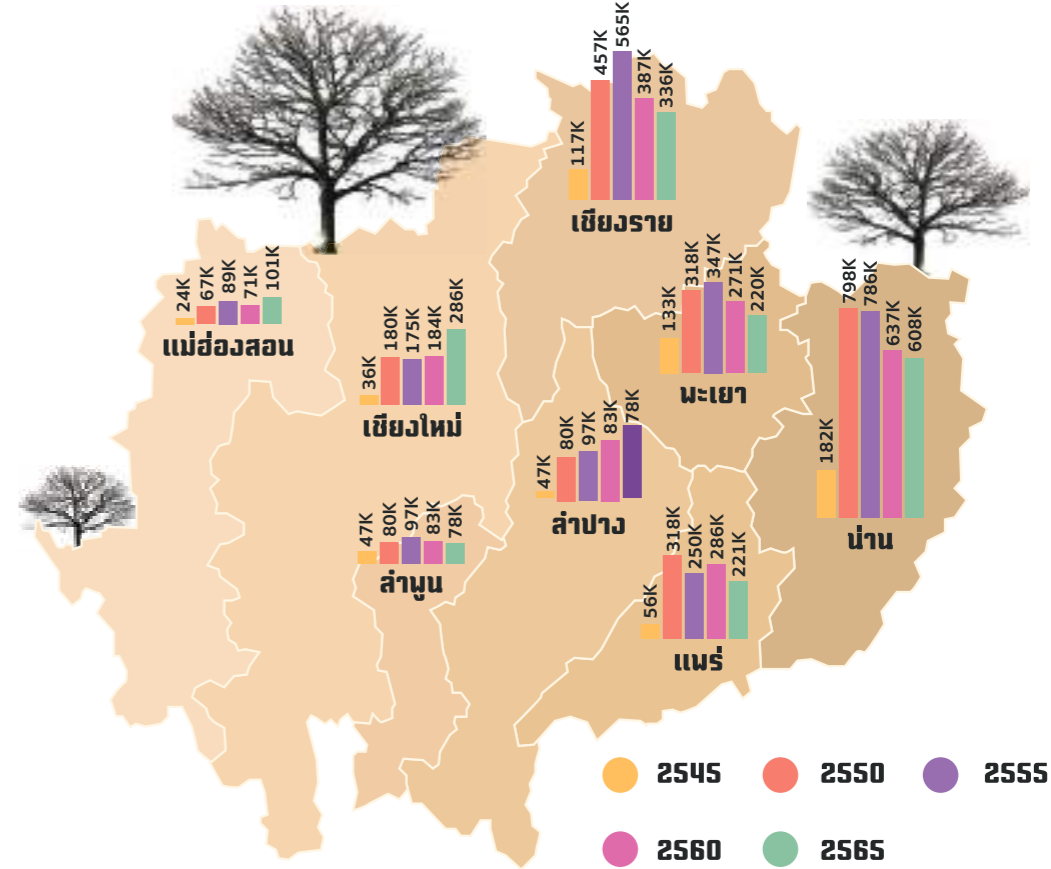 117K 457K 565K 387K 336K
เชียงราย
24K 67K 89K 71K 101K
แม่ฮ่องสอน
36K 180K 175K 184K 286K
เชียงใหม่
133K 318K 347K 271K 220K
พะเยา
182K 798K 786K 637K 608K
น่าน
47K 80K 97K 83K 78K
ลำปาง
47K 80K 97K 83K 78K
ลำพูน
56K 318K 250K 286K 221K
แพร่
2545 2550 2555
2560 2565